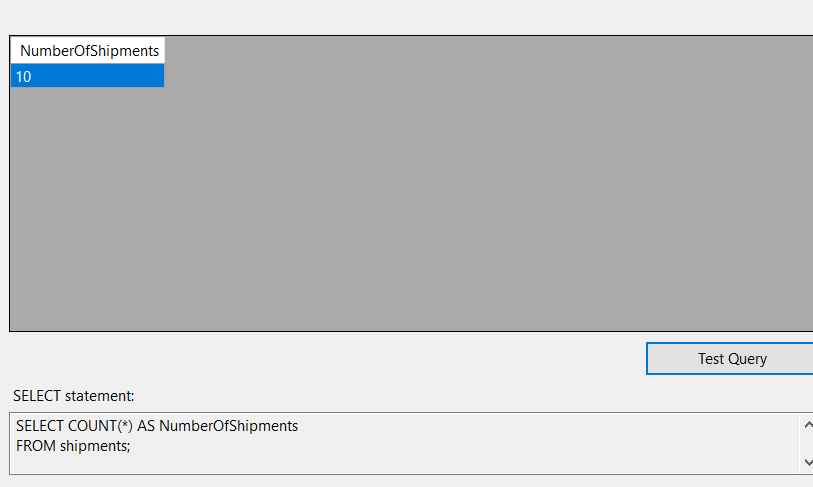 NumberOfShipments
10
Test Query
SELECT statement:
SELECT COUNT(*) AS NumberOfShipments
FROM shipments;